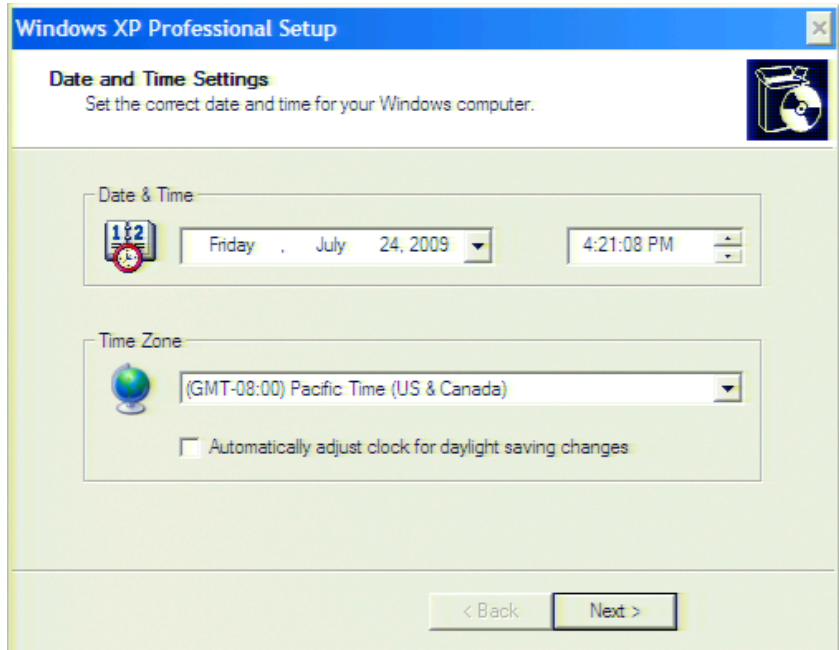 Windows XP Professional Setup
Date and Time Settings
Set the correct date and time for your Windows computer.
Date & Time
Friday , July 24, 2009
4:21:08 PM
Time Zone
(GMT-08:00) Pacific Time (US & Canada)
Automatically adjust clock for daylight saving changes
< Back
Next >